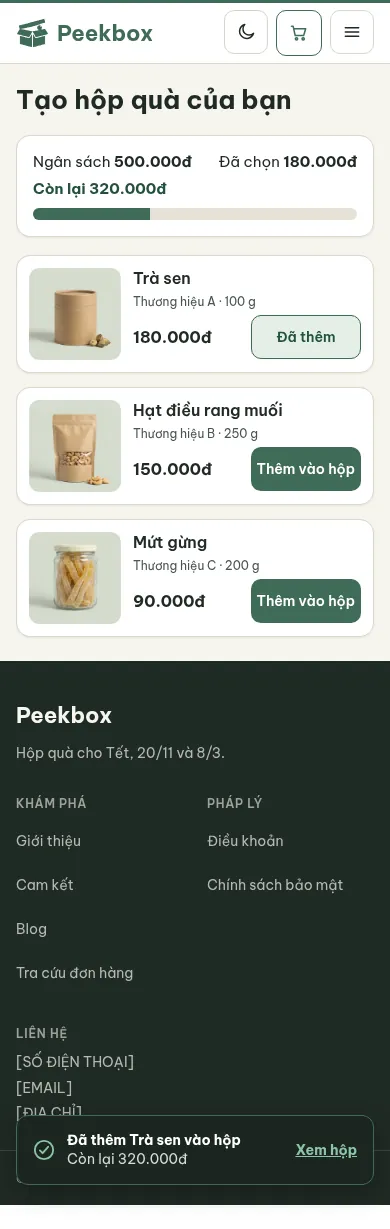 Peekbox
Tạo hộp quà của bạn
Ngân sách 500.000đ
Đã chọn 180.000đ
Còn lại 320.000đ
Trà sen
Thương hiệu A · 100 g
180.000đ
Đã thêm
Hạt điều rang muối
Thương hiệu B · 250 g
150.000đ
Thêm vào hộp
Mứt gừng
Thương hiệu C · 200 g
90.000đ
Thêm vào hộp
Peekbox
Hộp quà cho Tết, 20/11 và 8/3.
KHÁM PHÁ
Giới thiệu
Cam kết
Blog
Tra cứu đơn hàng
PHÁP LÝ
Điều khoản
Chính sách bảo mật
LIÊN HỆ
[SỐ ĐIỆN THOẠI]
[EMAIL]
[ĐỊA CHỈ]
Đã thêm Trà sen vào hộp
Còn lại 320.000đ
Xem hộp